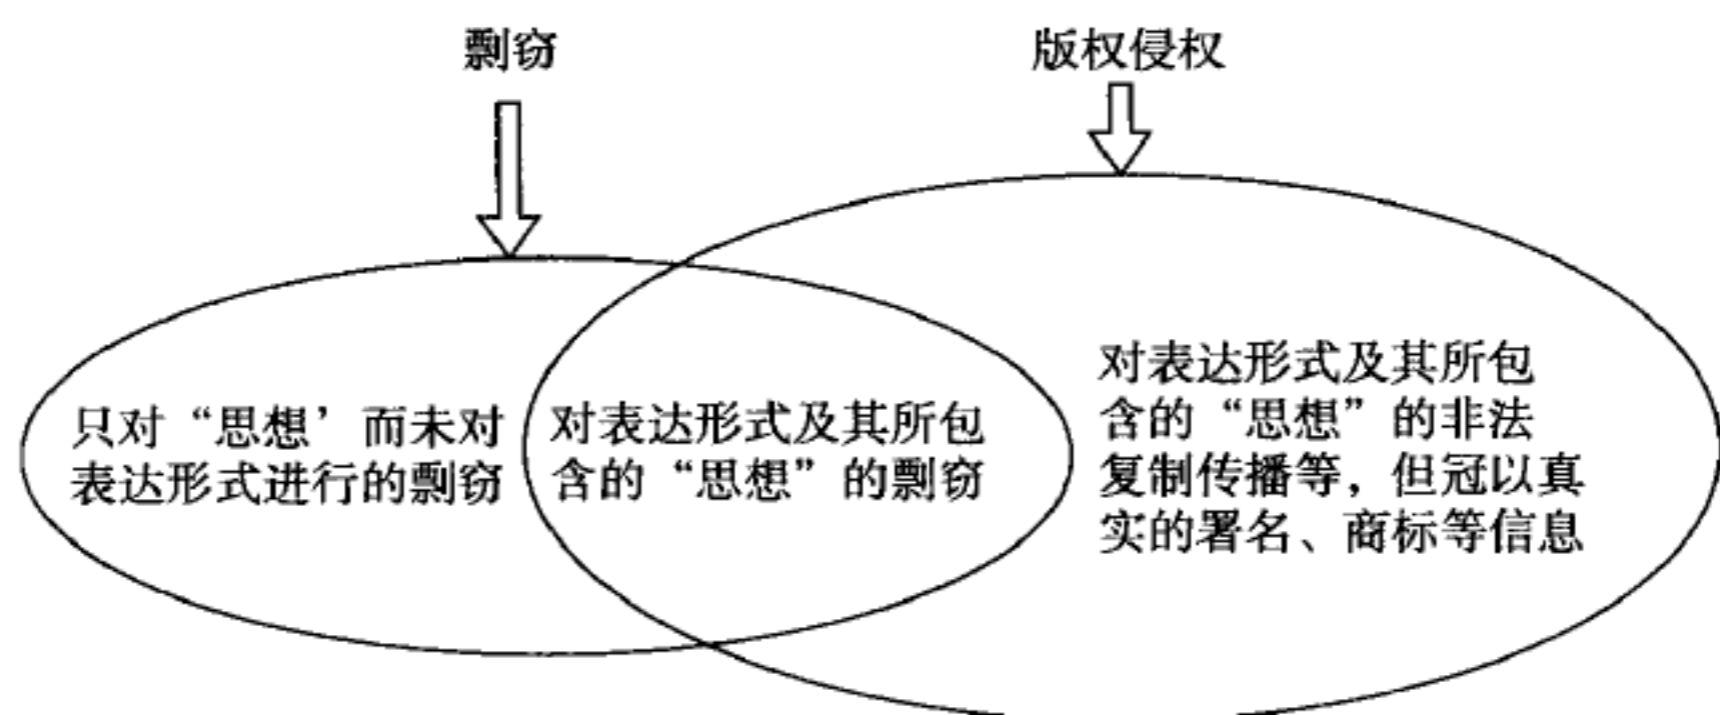 剽窃
版权侵权
只对“思想’而未对
表达形式进行的剽窃
对表达形式及其所包
含的“思想”的剽窃
对表达形式及其所包
含的“思想”的非法
复制传播等，但冠以真
实的署名、商标等信息